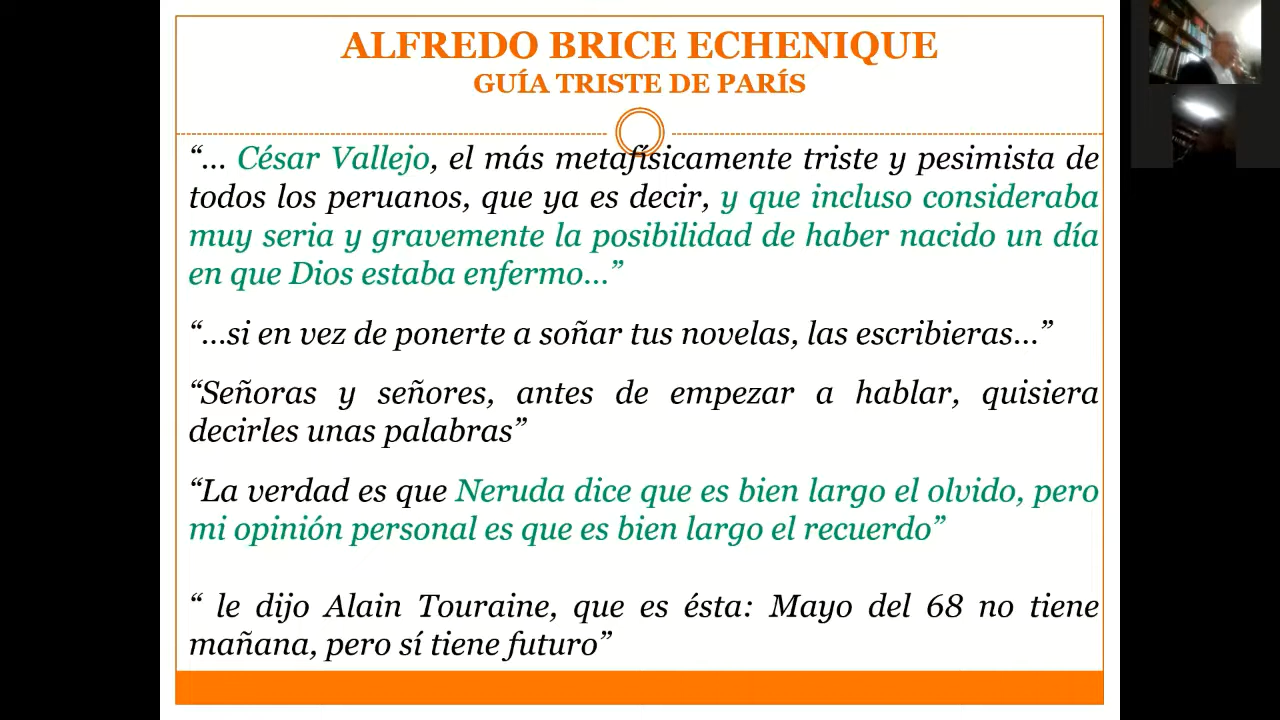 ALFREDO BRICE ECHENIQUE
GUÍA TRISTE DE PARÍS
“... César Vallejo, el más metafísicamente triste y pesimista de
todos los peruanos, que ya es decir, y que incluso consideraba
muy seria y gravemente la posibilidad de haber nacido un día
en que Dios estaba enfermo...”
“...si en vez de ponerte a soñar tus novelas, las escribieras...”
“Señoras y señores, antes de empezar a hablar, quisiera
decirles unas palabras”
“La verdad es que Neruda dice que es bien largo el olvido, pero
mi opinión personal es que es bien largo el recuerdo”
“ le dijo Alain Touraine, que es ésta: Mayo del 68 no tiene
mañana, pero sí tiene futuro”